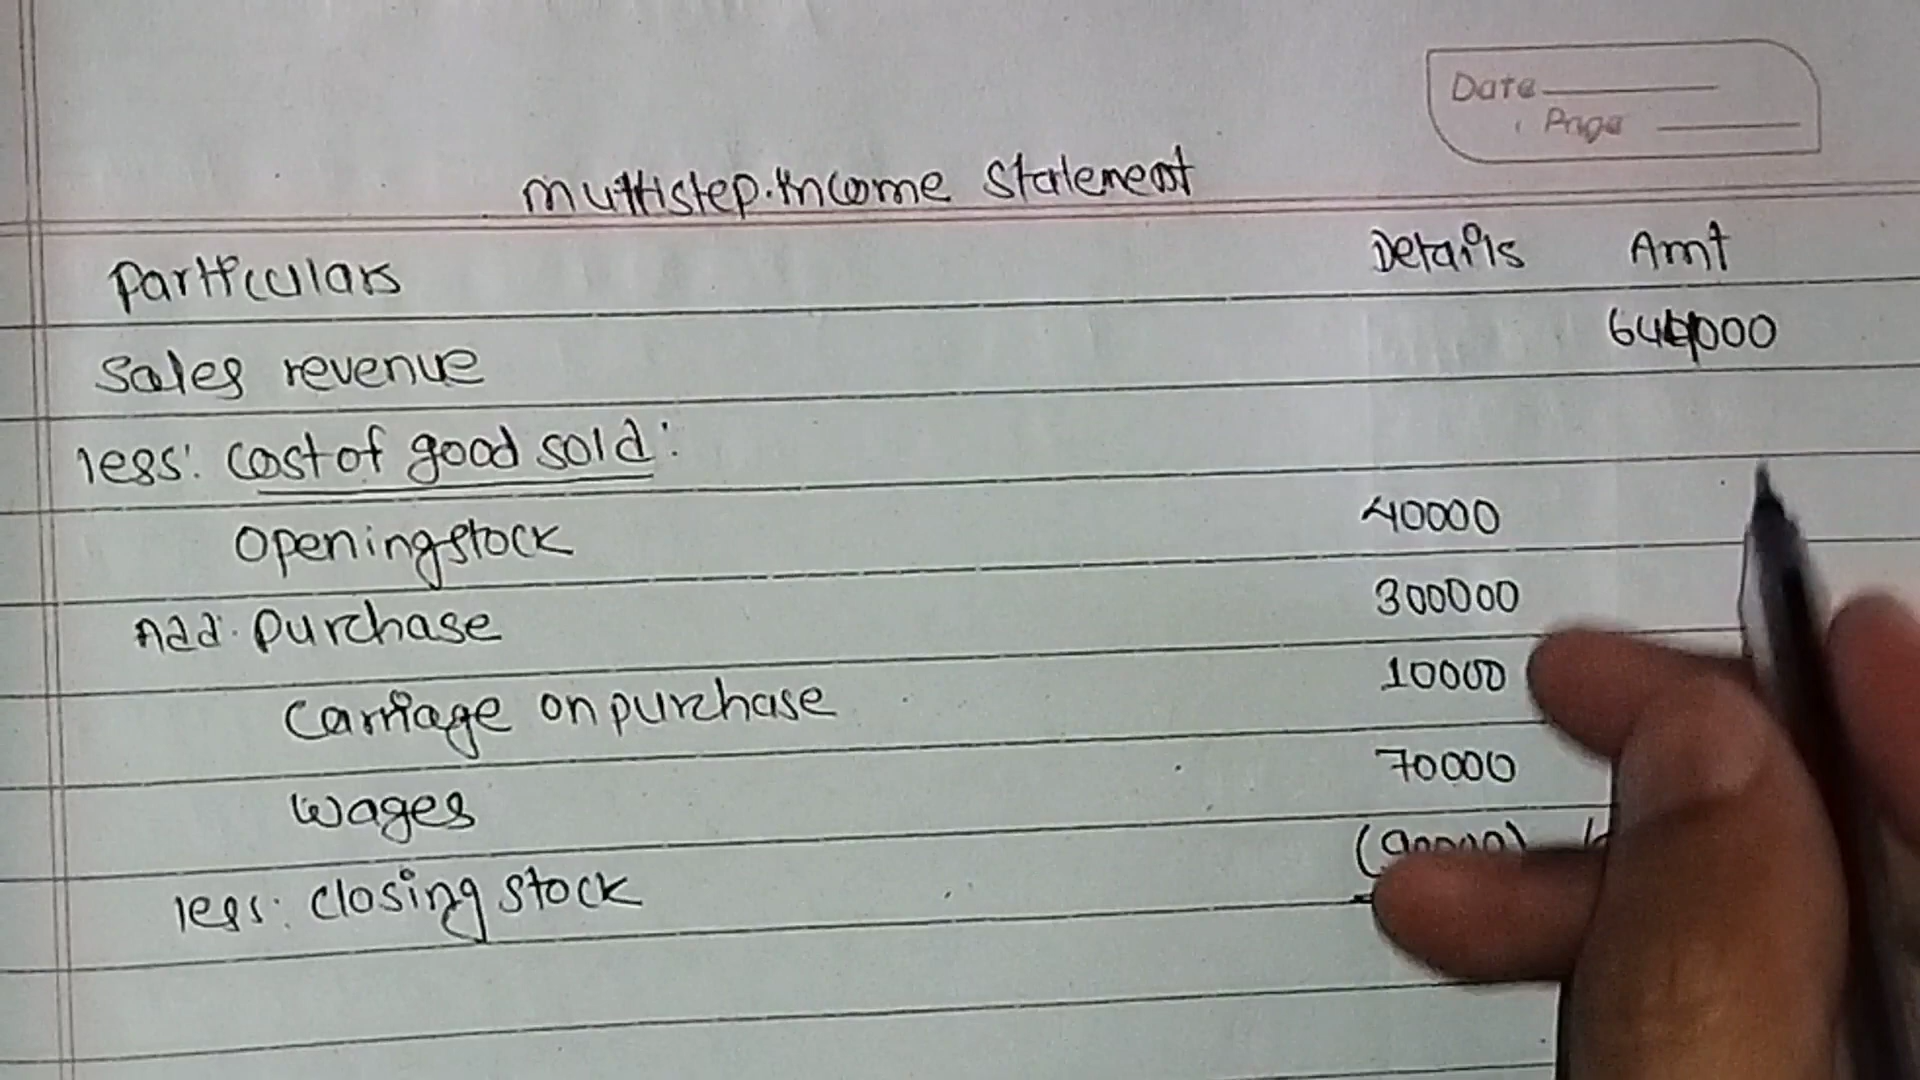 Date
Page
Multistep Income Statement
Particulars Details Amt
Sales revenue
less: Cost of good sold:
Opening stock 40000
Add: Purchase 300000
Carriage on purchase 10000
Wages 70000
less: closing stock